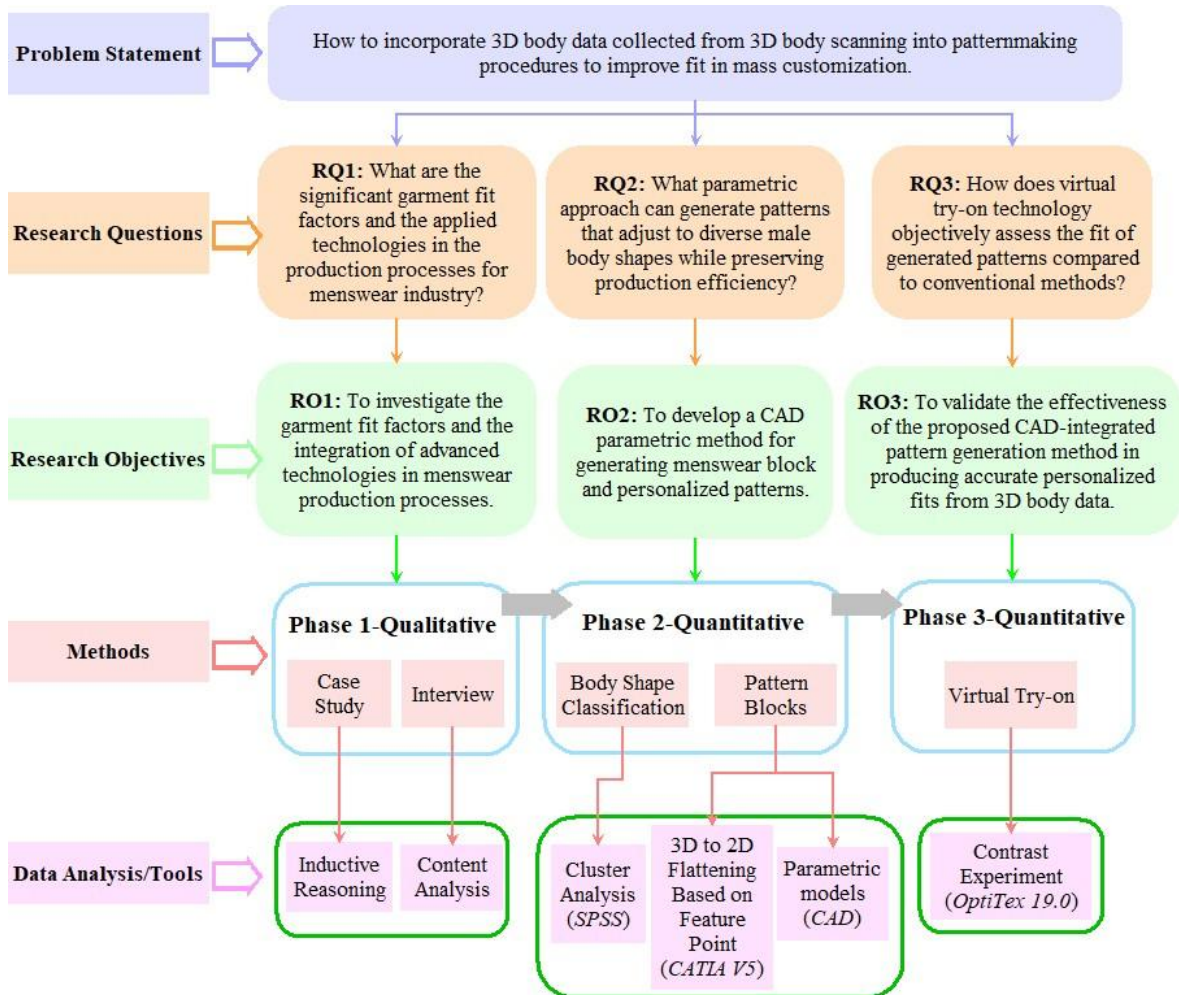 Problem Statement
How to incorporate 3D body data collected from 3D body scanning into patternmaking
procedures to improve fit in mass customization.
Research Questions
RQ1: What are the
significant garment fit
factors and the applied
technologies in the
production processes for
menswear industry?
RQ2: What parametric
approach can generate patterns
that adjust to diverse male
body shapes while preserving
production efficiency?
RQ3: How does virtual
try-on technology
objectively assess the fit of
generated patterns compared
to conventional methods?
Research Objectives
RO1: To investigate the
garment fit factors and the
integration of advanced
technologies in menswear
production processes.
RO2: To develop a CAD
parametric method for
generating menswear block
and personalized patterns.
RO3: To validate the effectiveness
of the proposed CAD-integrated
pattern generation method in
producing accurate personalized
fits from 3D body data.
Methods
Phase 1-Qualitative
Case
Study
Interview
Phase 2-Quantitative
Body Shape
Classification
Pattern
Blocks
Phase 3-Quantitative
Virtual Try-on
Data Analysis/Tools
Inductive
Reasoning
Content
Analysis
Cluster
Analysis
(SPSS)
3D to 2D
Flattening
Based on
Feature
Point
(CATIA V5)
Parametric
models
(CAD)
Contrast
Experiment
(OptiTex 19.0)